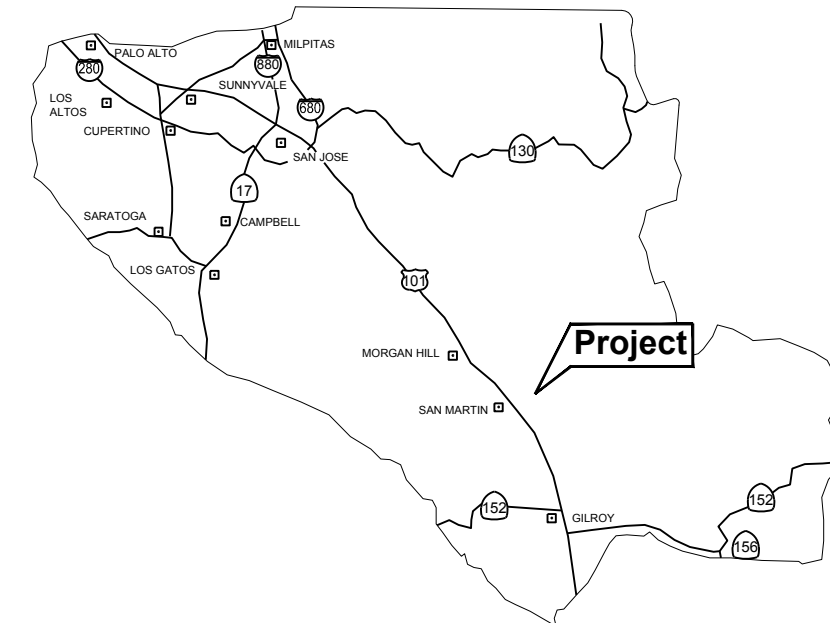 PALO ALTO
MILPITAS
280
880
SUNNYVALE
LOS
ALTOS
680
CUPERTINO
SAN JOSE
130
17
SARATOGA
CAMPBELL
LOS GATOS
101
Project
MORGAN HILL
SAN MARTIN
152
152
GILROY
156